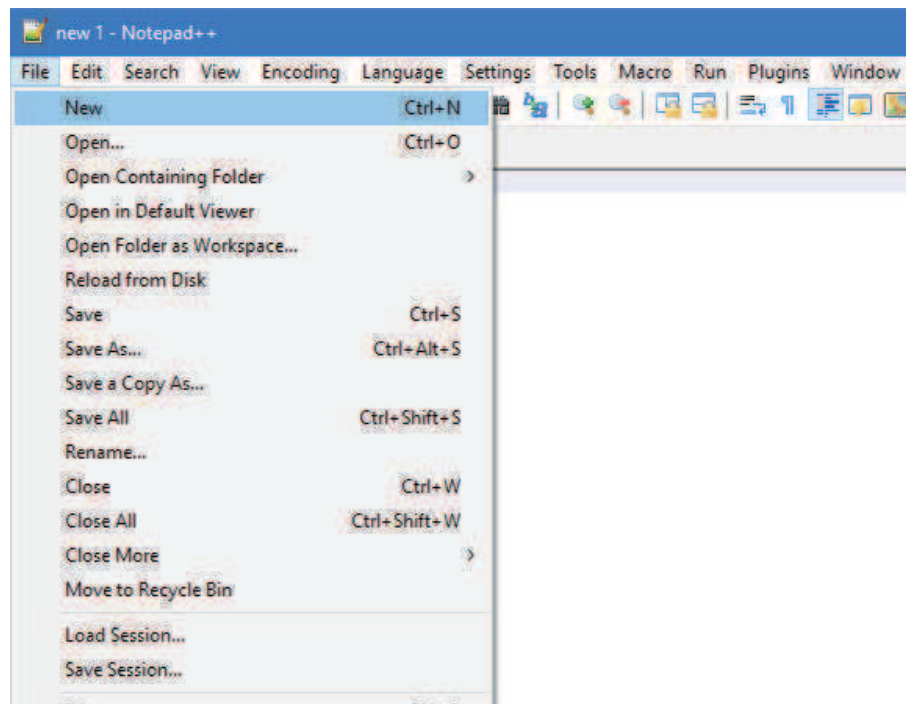 new 1 - Notepad++
File Edit Search View Encoding Language Settings Tools Macro Run Plugins Window
New Ctrl+N
Open... Ctrl+O
Open Containing Folder
Open in Default Viewer
Open Folder as Workspace...
Reload from Disk
Save Ctrl+S
Save As... Ctrl+Alt+S
Save a Copy As...
Save All Ctrl+Shift+S
Rename...
Close Ctrl+W
Close All Ctrl+Shift+W
Close More
Move to Recycle Bin
Load Session...
Save Session...